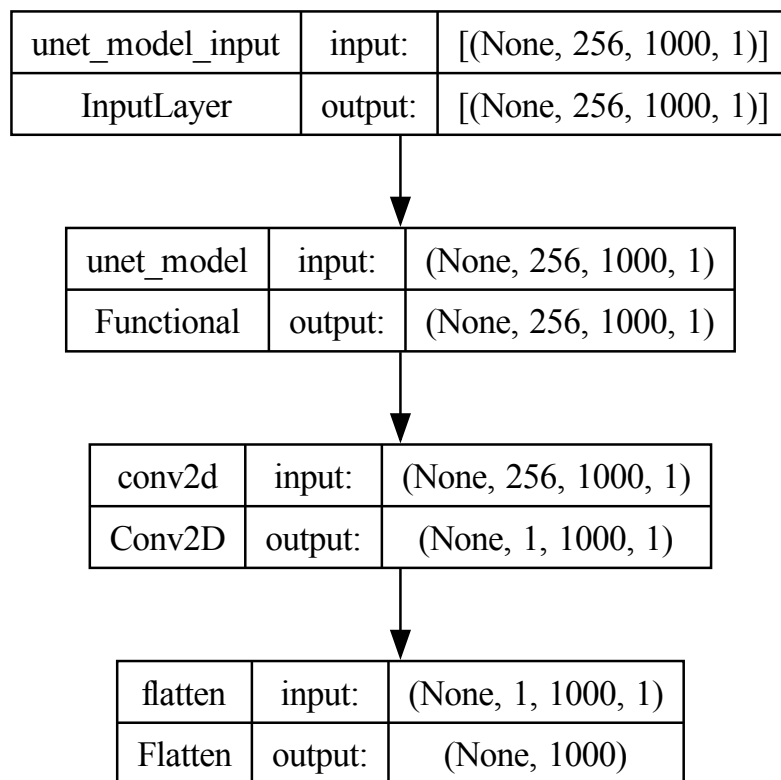 unet_model_input input: [(None, 256, 1000, 1)]
InputLayer output: [(None, 256, 1000, 1)]
unet_model input: (None, 256, 1000, 1)
Functional output: (None, 256, 1000, 1)
conv2d input: (None, 256, 1000, 1)
Conv2D output: (None, 1, 1000, 1)
flatten input: (None, 1, 1000, 1)
Flatten output: (None, 1000)